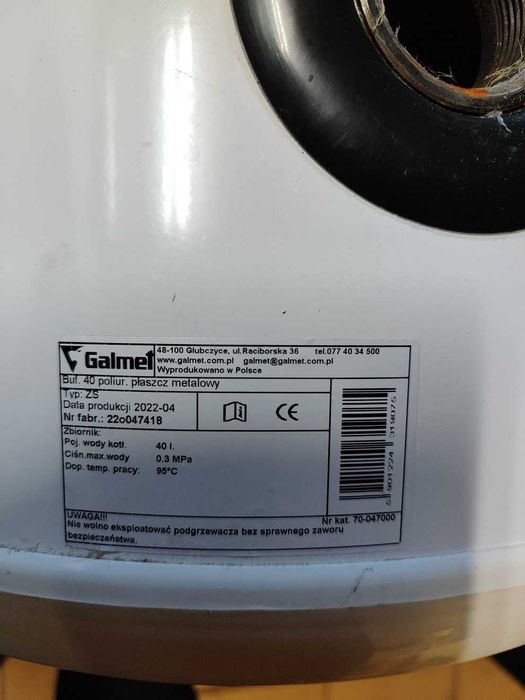 Galmet
48-100 Głubczyce, ul.Raciborska 36 tel.077 40 34 500
www.galmet.com.pl galmet@galmet.com.pl
Wyprodukowano w Polsce
Buf. 40 poliur. płaszcz metalowy
Typ: ZS
Data produkcji 2022-04
Nr fabr.: 22o047418
CE
Zbiornik:
Poj. wody kotł. 40 l.
Ciśn.max.wody 0.3 MPa
Dop. temp. pracy: 95°C
5901224319075
UWAGA!!! Nr kat. 70-047000
Nie wolno eksploatować podgrzewacza bez sprawnego zaworu
bezpieczeństwa.